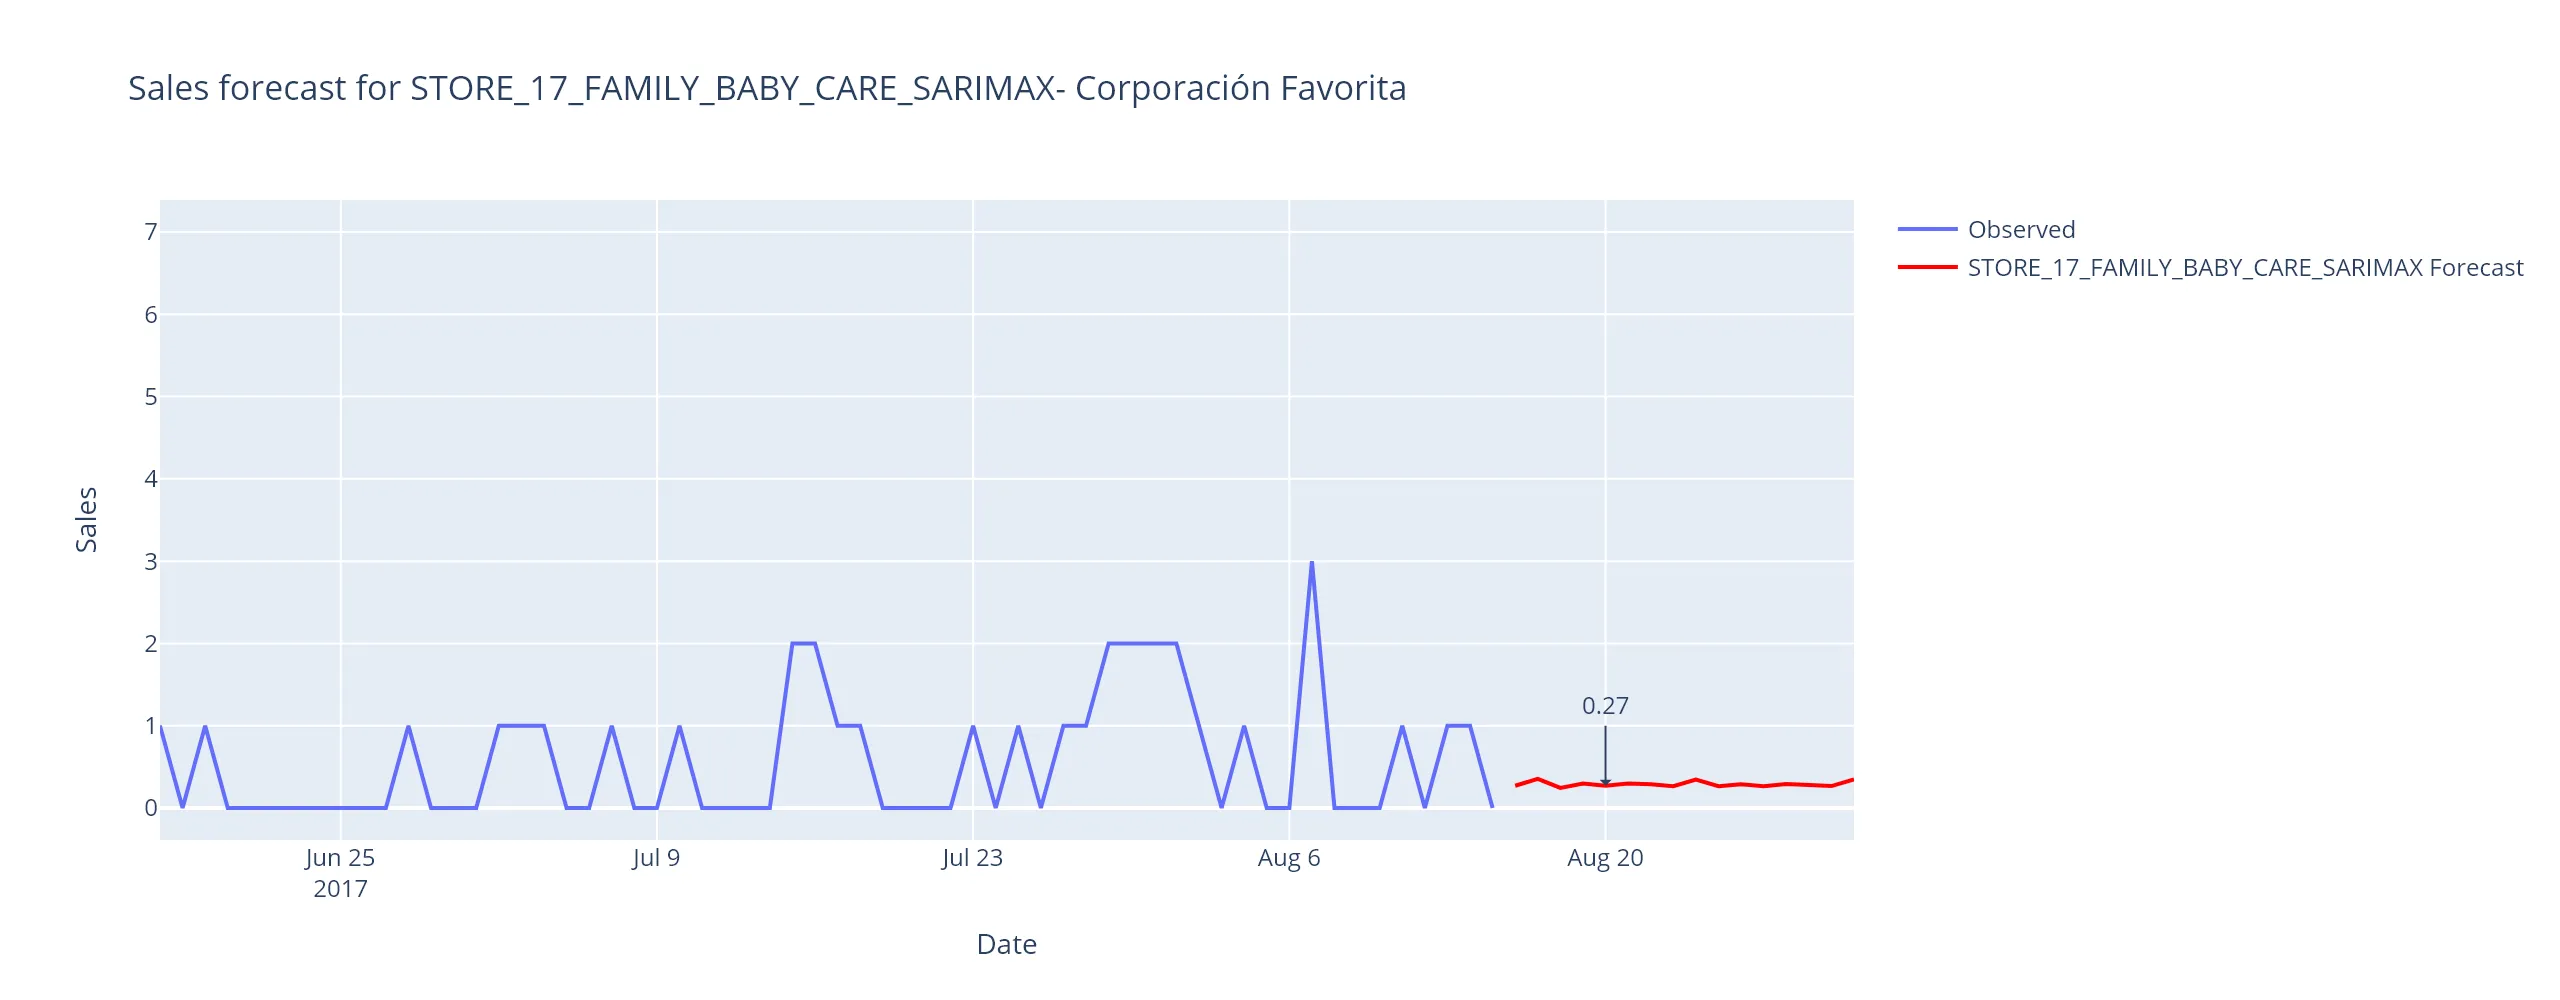 Sales forecast for STORE_17_FAMILY_BABY_CARE_SARIMAX- Corporación Favorita
Observed
STORE_17_FAMILY_BABY_CARE_SARIMAX Forecast
7
6
5
4
3
2
1
0
Sales
0.27
Jun 25
2017
Jul 9
Jul 23
Aug 6
Aug 20
Date